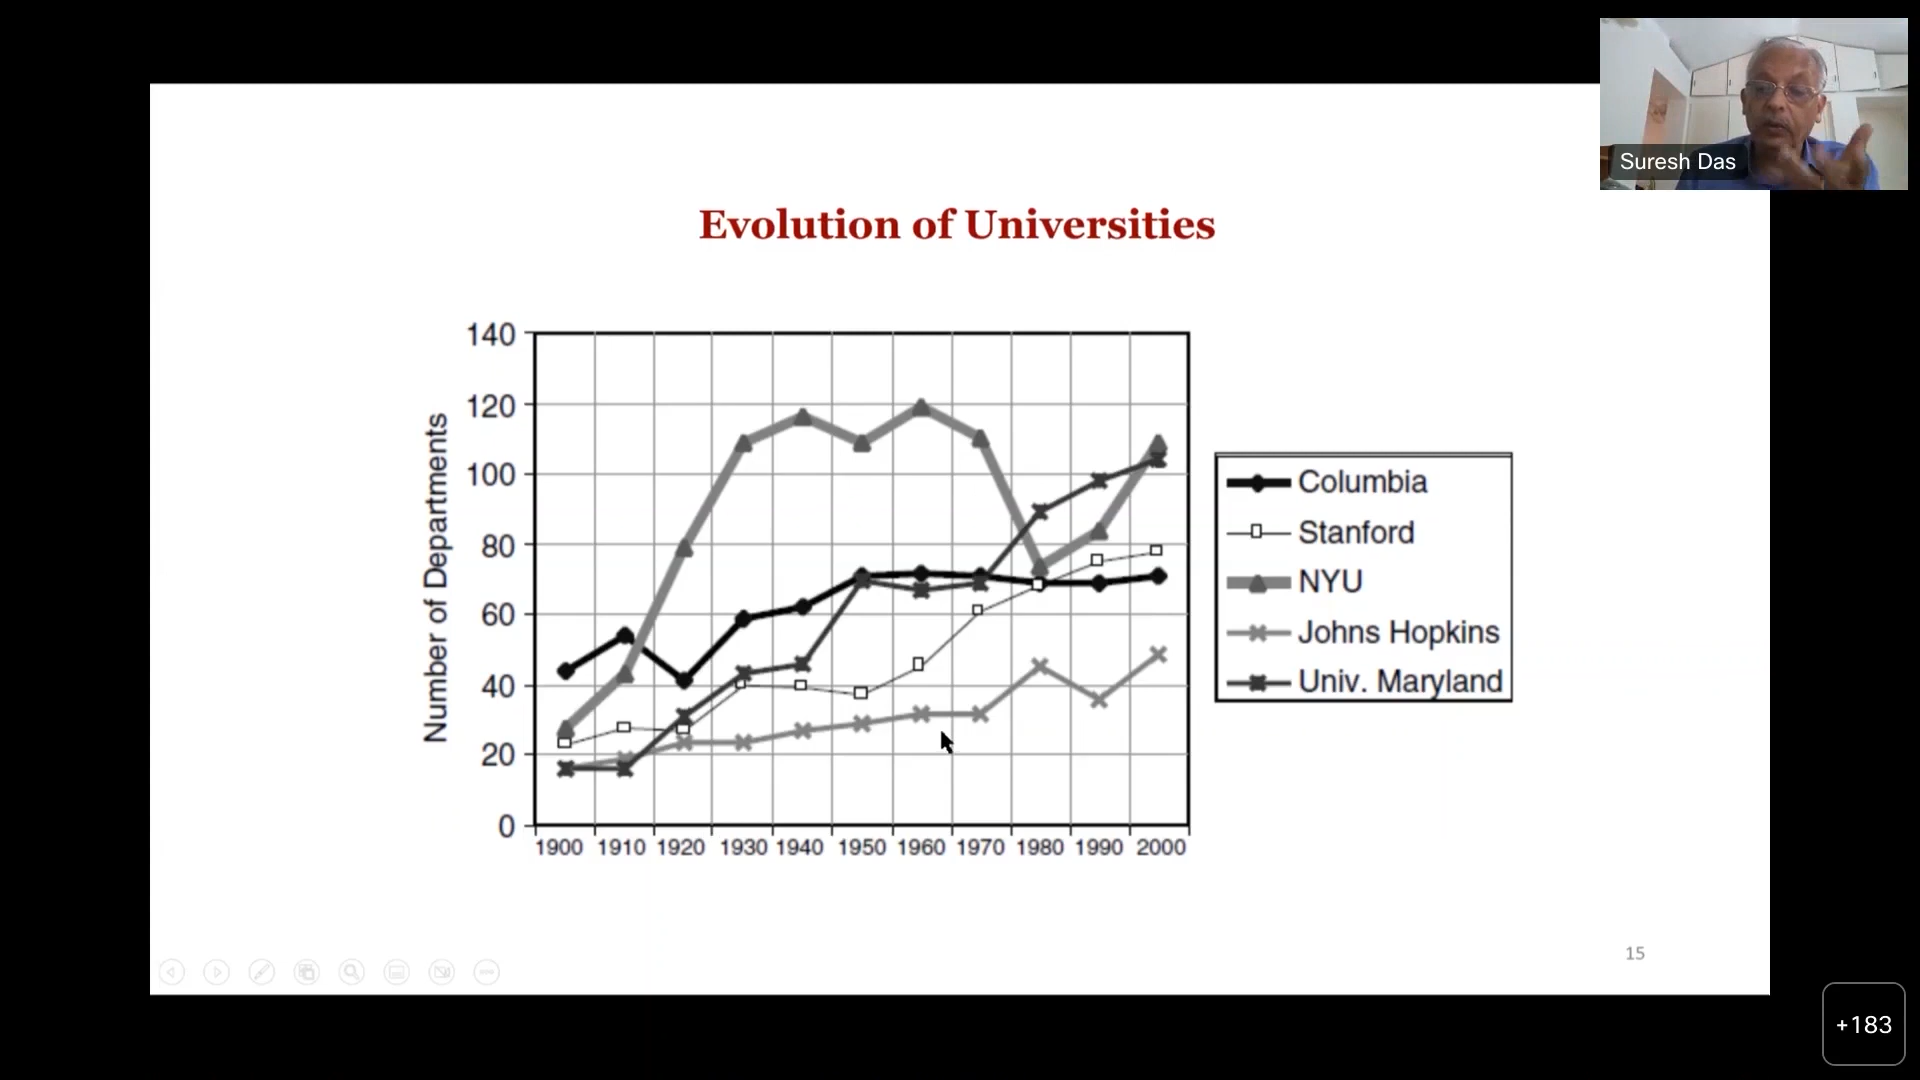 Suresh Das
Evolution of Universities
Number of Departments
140
120
100
80
60
40
20
0
1900 1910 1920 1930 1940 1950 1960 1970 1980 1990 2000
Columbia
Stanford
NYU
Johns Hopkins
Univ. Maryland
15
+183